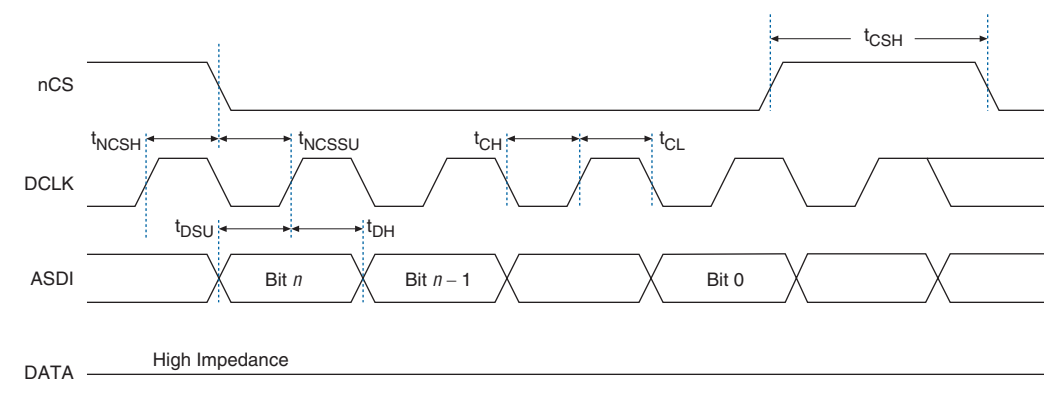 tCSH
nCS
tNCSH tNCSSU tCH tCL
DCLK
tDSU tDH
ASDI Bit n Bit n – 1 Bit 0
High Impedance
DATA